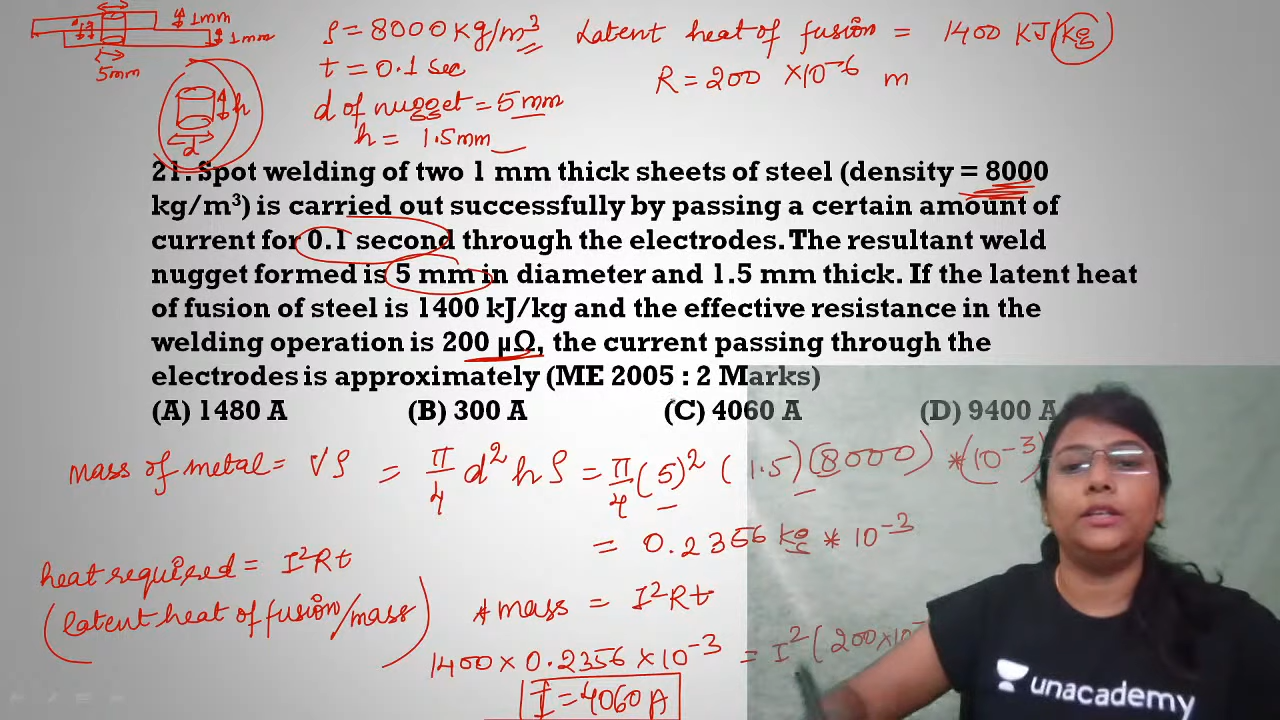 1mm
1mm
5mm
h
d
ρ = 8000 kg/m³
t = 0.1 sec
d of nugget = 5mm
h = 1.5mm
Latent heat of fusion = 1400 KJ/kg
R = 200 ×10⁻⁶ m
21. Spot welding of two 1 mm thick sheets of steel (density = 8000
kg/m³) is carried out successfully by passing a certain amount of
current for 0.1 second through the electrodes. The resultant weld
nugget formed is 5 mm in diameter and 1.5 mm thick. If the latent heat
of fusion of steel is 1400 kJ/kg and the effective resistance in the
welding operation is 200 μΩ, the current passing through the
electrodes is approximately (ME 2005 : 2 Marks)
(A) 1480 A (B) 300 A (C) 4060 A (D) 9400 A
mass of metal = Vρ = π/4 d² h ρ = π/4 (5)² (1.5)(8000) *(10⁻³)
= 0.2356 kg * 10⁻³
heat required = I²Rt
(latent heat of fusion/mass)
* mass = I²Rt
1400 × 0.2356 × 10⁻³ = I² (200×10⁻
I = 4060 A
unacademy